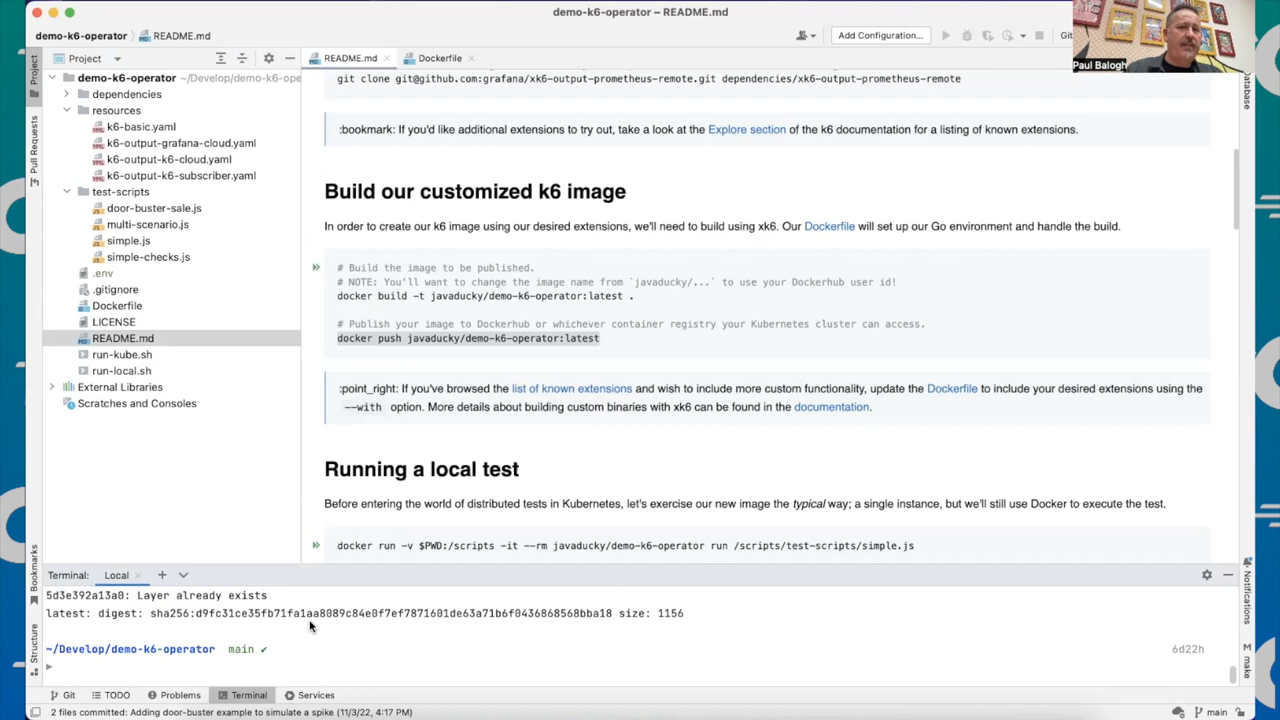 demo-k6-operator – README.md
demo-k6-operator
README.md
Add Configuration...
Git
Paul Balogh
Project
README.md
Dockerfile
Project
Pull Requests
Bookmarks
Structure
Database
Notifications
make
demo-k6-operator ~/Develop/demo-k6-ope
dependencies
resources
k6-basic.yaml
k6-output-grafana-cloud.yaml
k6-output-k6-cloud.yaml
k6-output-k6-subscriber.yaml
test-scripts
door-buster-sale.js
multi-scenario.js
simple.js
simple-checks.js
.env
.gitignore
Dockerfile
LICENSE
README.md
run-kube.sh
run-local.sh
External Libraries
Scratches and Consoles
git clone git@github.com:grafana/xk6-output-prometheus-remote.git dependencies/xk6-output-prometheus-remote
:bookmark: If you'd like additional extensions to try out, take a look at the Explore section of the k6 documentation for a listing of known extensions.
Build our customized k6 image
In order to create our k6 image using our desired extensions, we'll need to build using xk6. Our Dockerfile will set up our Go environment and handle the build.
# Build the image to be published.
# NOTE: You'll want to change the image name from `javaducky/...` to use your Dockerhub user id!
docker build -t javaducky/demo-k6-operator:latest .
# Publish your image to Dockerhub or whichever container registry your Kubernetes cluster can access.
docker push javaducky/demo-k6-operator:latest
:point_right: If you've browsed the list of known extensions and wish to include more custom functionality, update the Dockerfile to include your desired extensions using the
--with option. More details about building custom binaries with xk6 can be found in the documentation.
Running a local test
Before entering the world of distributed tests in Kubernetes, let's exercise our new image the typical way; a single instance, but we'll still use Docker to execute the test.
docker run -v $PWD:/scripts -it --rm javaducky/demo-k6-operator run /scripts/test-scripts/simple.js
Terminal: Local
5d3e392a13a0: Layer already exists
latest: digest: size: 1156
~/Develop/demo-k6-operator main ✔
6d22h
Git TODO Problems Terminal Services
2 files committed: Adding door-buster example to simulate a spike (11/3/22, 4:17 PM)
main